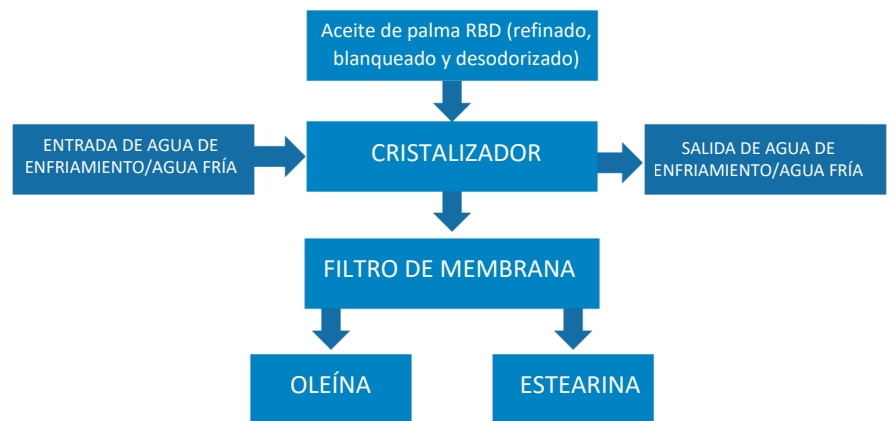 Aceite de palma RBD (refinado,
blanqueado y desodorizado)
ENTRADA DE AGUA DE
ENFRIAMIENTO/AGUA FRÍA
CRISTALIZADOR
SALIDA DE AGUA DE
ENFRIAMIENTO/AGUA FRÍA
FILTRO DE MEMBRANA
OLEÍNA
ESTEARINA